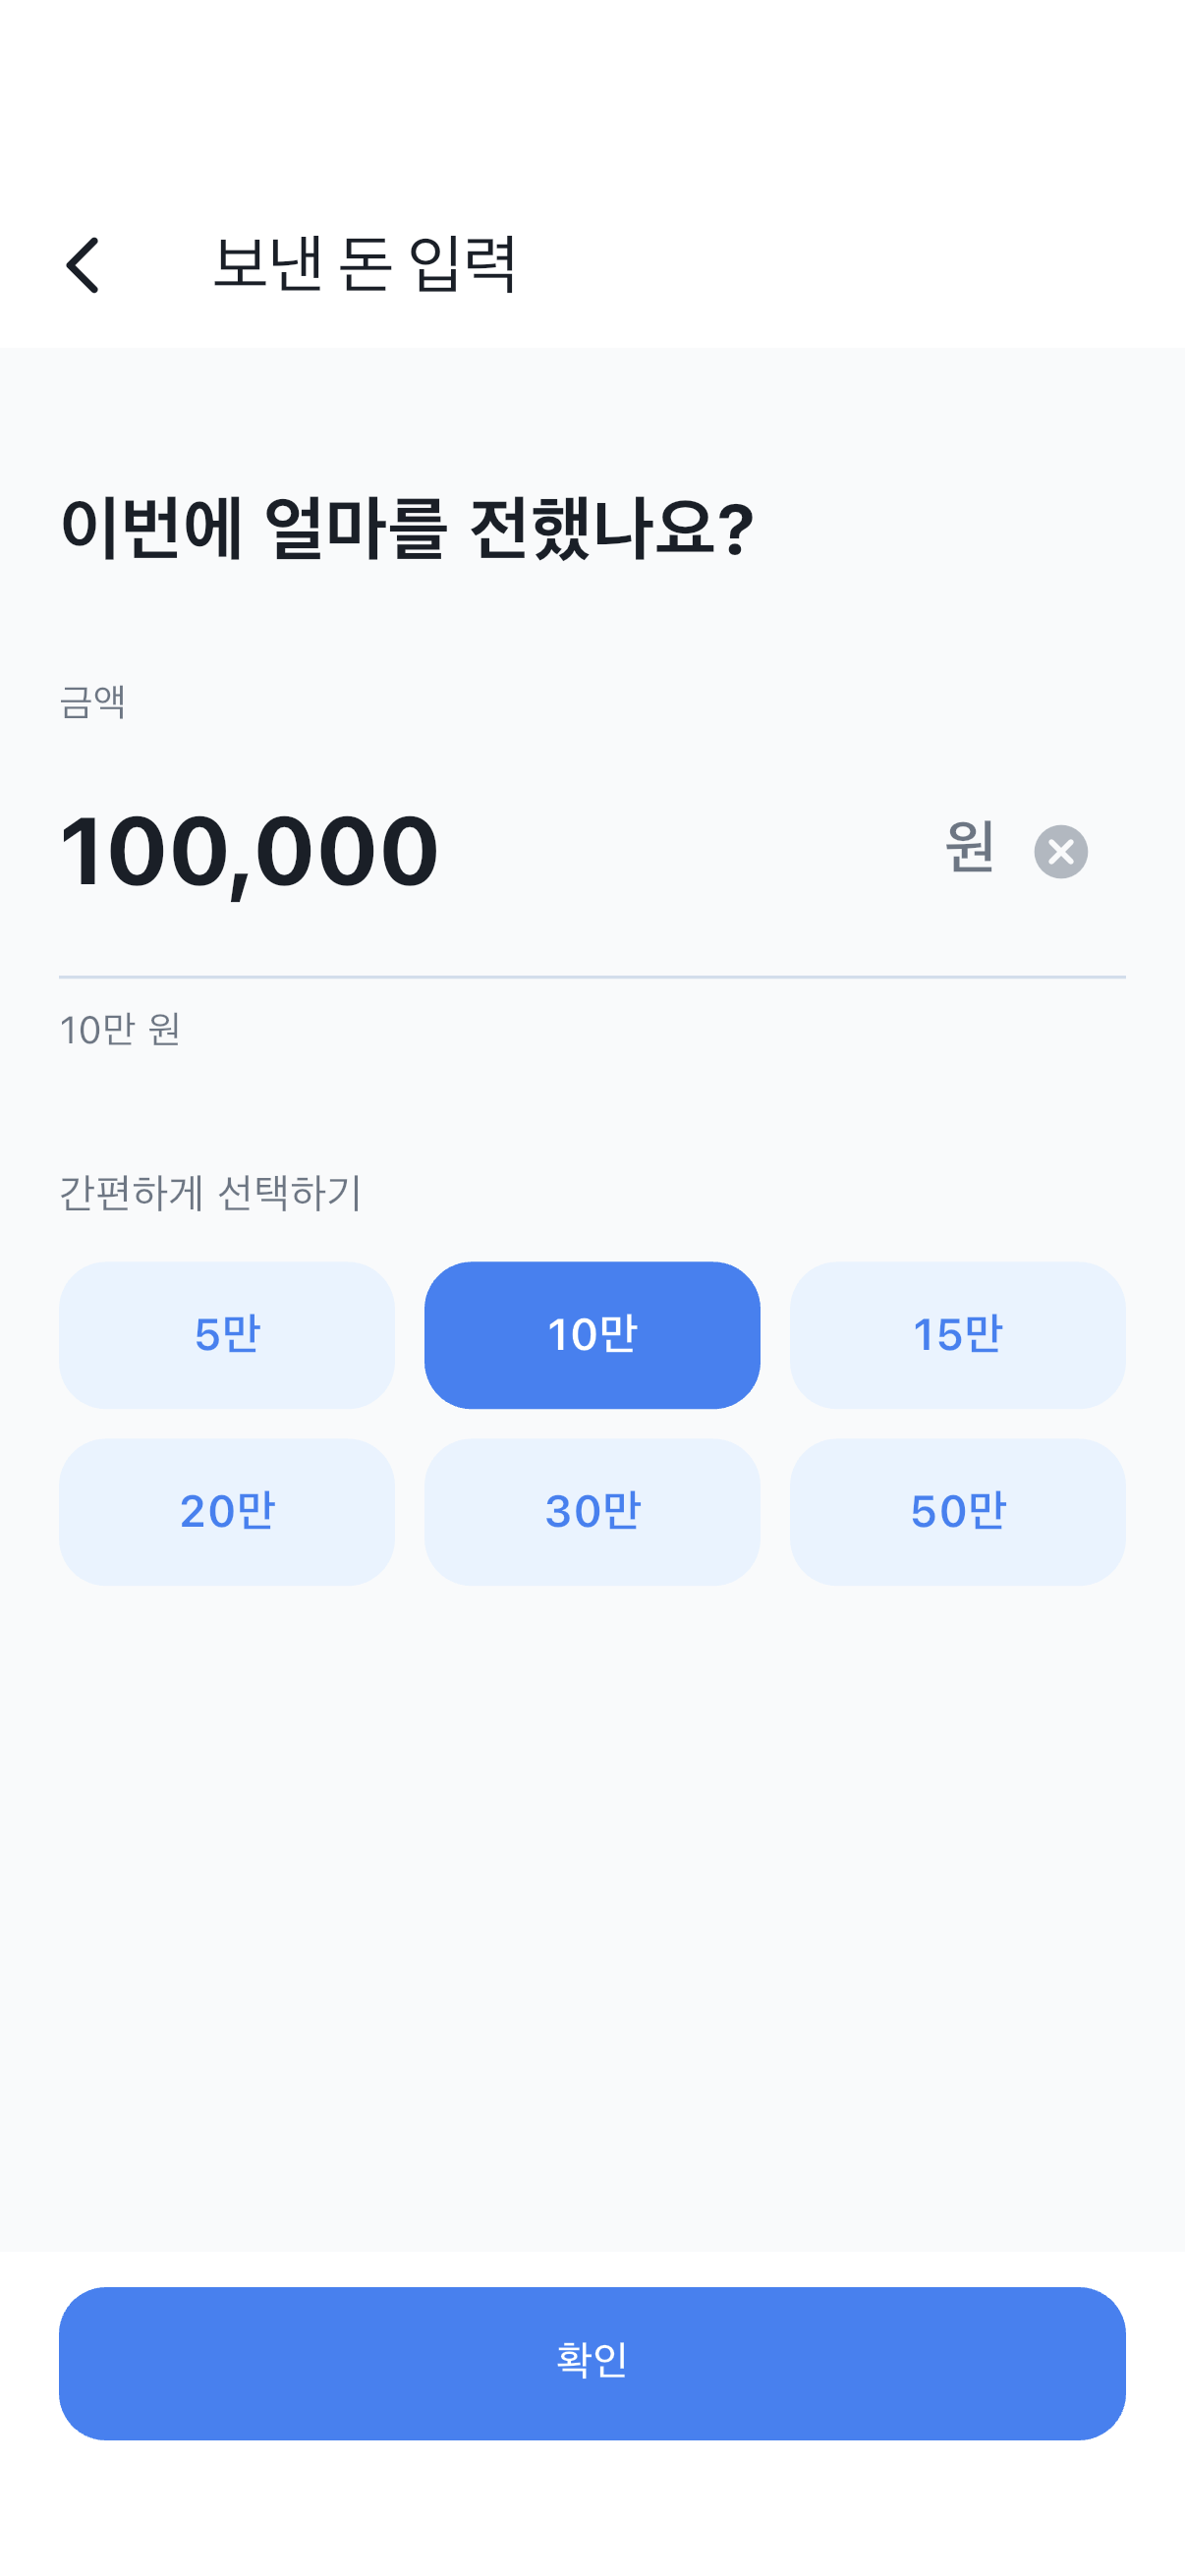 보낸 돈 입력
이번에 얼마를 전했나요?
금액
100,000 원
10만 원
간편하게 선택하기
5만 10만 15만
20만 30만 50만
확인